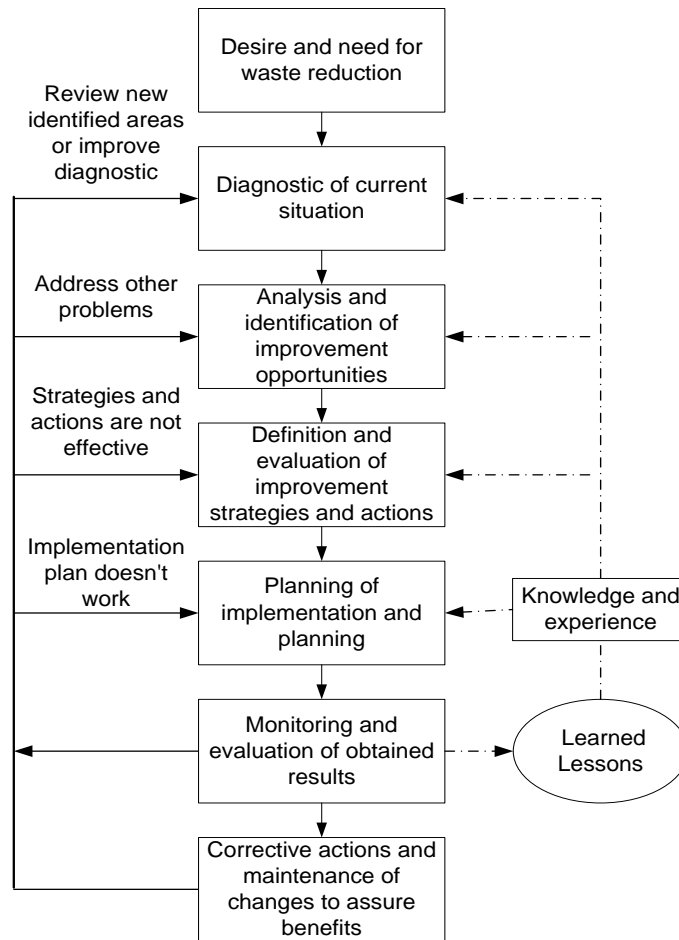 Desire and need for
waste reduction
Review new
identified areas
or improve
diagnostic
Diagnostic of current
situation
Address other
problems
Analysis and
identification of
improvement
opportunities
Strategies and
actions are not
effective
Definition and
evaluation of
improvement
strategies and actions
Implementation
plan doesn't
work
Planning of
implementation and
planning
Knowledge and
experience
Monitoring and
evaluation of obtained
results
Learned
Lessons
Corrective actions and
maintenance of
changes to assure
benefits